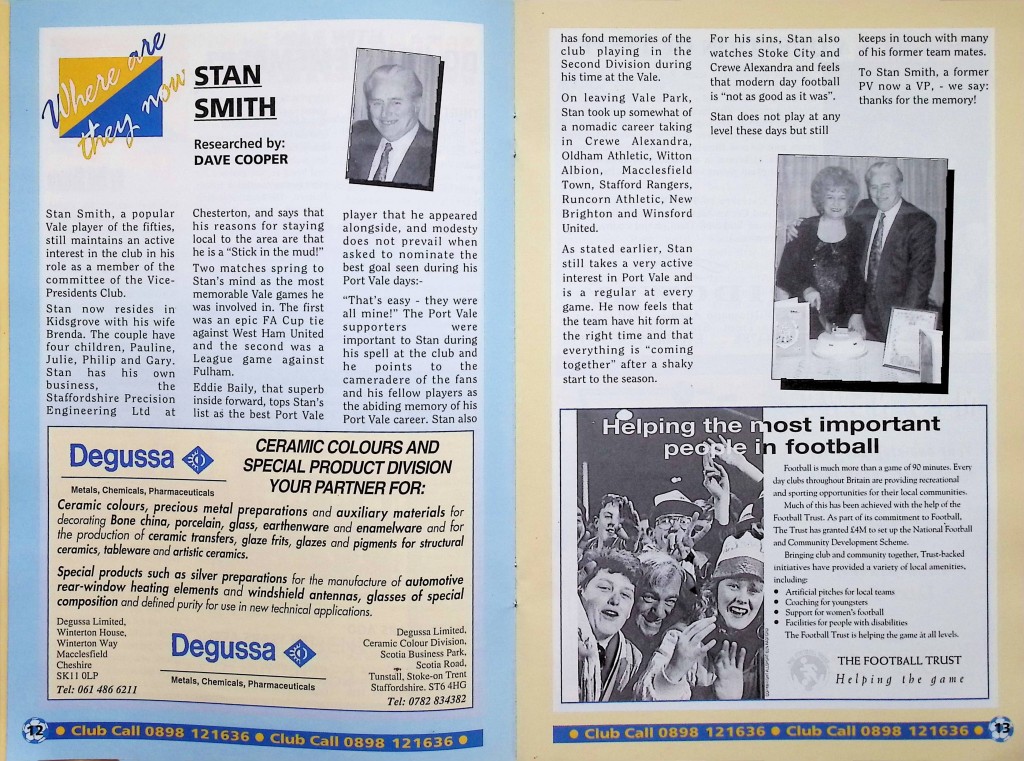 Where are
they now
STAN
SMITH
Researched by:
DAVE COOPER
Stan Smith, a popular
Vale player of the fifties,
still maintains an active
interest in the club in his
role as a member of the
committee of the Vice-
Presidents Club.
Stan now resides in
Kidsgrove with his wife
Brenda. The couple have
four children, Pauline,
Julie, Philip and Gary.
Stan has his own
business, the
Staffordshire Precision
Engineering Ltd at
Chesterton, and says that
his reasons for staying
local to the area are that
he is a "Stick in the mud!"
Two matches spring to
Stan's mind as the most
memorable Vale games he
was involved in. The first
was an epic FA Cup tie
against West Ham United
and the second was a
League game against
Fulham.
Eddie Baily, that superb
inside forward, tops Stan's
list as the best Port Vale
player that he appeared
alongside, and modesty
does not prevail when
asked to nominate the
best goal seen during his
Port Vale days:-
"That's easy - they were
all mine!" The Port Vale
supporters were
important to Stan during
his spell at the club and
he points to the
cameradere of the fans
and his fellow players as
the abiding memory of his
Port Vale career. Stan also
Degussa
Metals, Chemicals, Pharmaceuticals
CERAMIC COLOURS AND
SPECIAL PRODUCT DIVISION
YOUR PARTNER FOR:
Ceramic colours, precious metal preparations and auxiliary materials for
decorating Bone china, porcelain, glass, earthenware and enamelware and for
the production of ceramic transfers, glaze frits, glazes and pigments for structural
ceramics, tableware and artistic ceramics.
Special products such as silver preparations for the manufacture of automotive
rear-window heating elements and windshield antennas, glasses of special
composition and defined purity for use in new technical applications.
Degussa Limited,
Winterton House,
Winterton Way
Macclesfield
Cheshire
SK11 0LP
Tel: 061 486 6211
Degussa
Metals, Chemicals, Pharmaceuticals
Degussa Limited,
Ceramic Colour Division,
Scotia Business Park,
Scotia Road,
Tunstall, Stoke-on Trent
Staffordshire. ST6 4HG
Tel: 0782 834382
12 ● Club Call 0898 121636 ● Club Call 0898 121636 ●
has fond memories of the
club playing in the
Second Division during
his time at the Vale.
On leaving Vale Park,
Stan took up somewhat of
a nomadic career taking
in Crewe Alexandra,
Oldham Athletic, Witton
Albion, Macclesfield
Town, Stafford Rangers,
Runcorn Athletic, New
Brighton and Winsford
United.
As stated earlier, Stan
still takes a very active
interest in Port Vale and
is a regular at every
game. He now feels that
the team have hit form at
the right time and that
everything is "coming
together" after a shaky
start to the season.
For his sins, Stan also
watches Stoke City and
Crewe Alexandra and feels
that modern day football
is "not as good as it was".
Stan does not play at any
level these days but still
keeps in touch with many
of his former team mates.
To Stan Smith, a former
PV now a VP, - we say:
thanks for the memory!
Helping the most important
people in football
Football is much more than a game of 90 minutes. Every
day clubs throughout Britain are providing recreational
and sporting opportunities for their local communities.
Much of this has been achieved with the help of the
Football Trust. As part of its commitment to Football,
The Trust has granted £4M to set up the National Football
and Community Development Scheme.
Bringing club and community together, Trust-backed
initiatives have provided a variety of local amenities,
including:
● Artificial pitches for local teams
● Coaching for youngsters
● Support for women's football
● Facilities for people with disabilities
The Football Trust is helping the game at all levels.
THE FOOTBALL TRUST
Helping the game
● Club Call 0898 121636 ● Club Call 0898 121636 ● 13